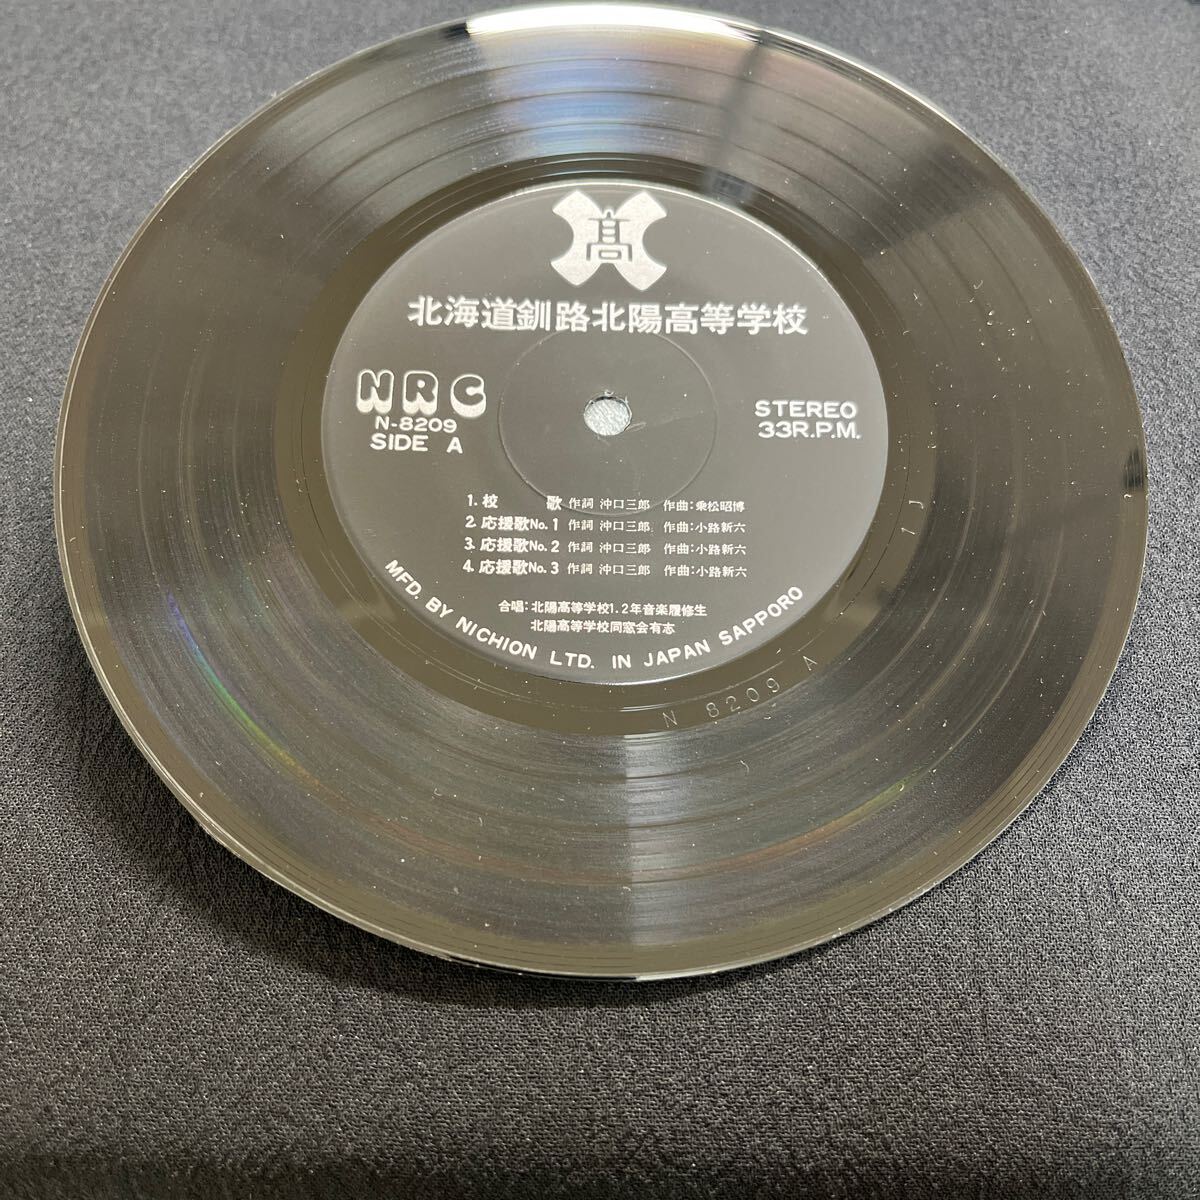 高
北海道釧路北陽高等学校
NRC
N-8209
SIDE A
STEREO
33R.P.M.
1. 校 歌 作詞 沖口三郎 作曲:乗松昭博
2. 応援歌No.1 作詞 沖口三郎 作曲:小路新六
3. 応援歌No.2 作詞 沖口三郎 作曲:小路新六
4. 応援歌No.3 作詞 沖口三郎 作曲:小路新六
合唱:北陽高等学校1.2年音楽履修生
北陽高等学校同窓会有志
MFD. BY NICHION LTD. IN JAPAN SAPPORO
N 8209 A
1J